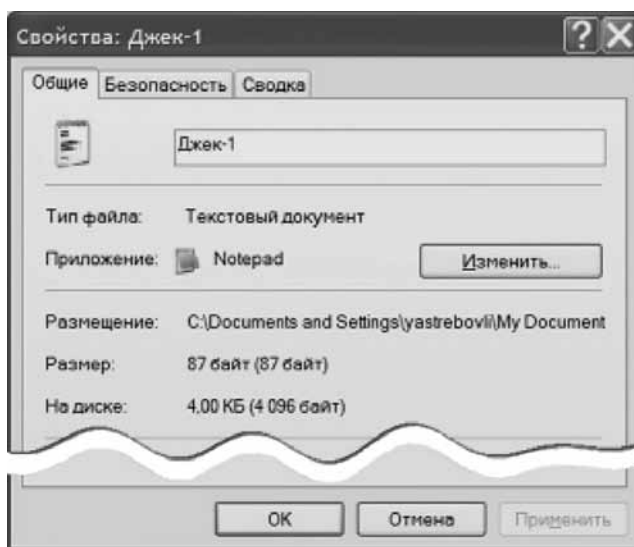 Свойства: Джек-1
Общие Безопасность Сводка
Джек-1
Тип файла: Текстовый документ
Приложение: Notepad Изменить...
Размещение: C:\Documents and Settings\yastrebovli\My Document
Размер: 87 байт (87 байт)
На диске: 4,00 КБ (4 096 байт)
OK Отмена Применить